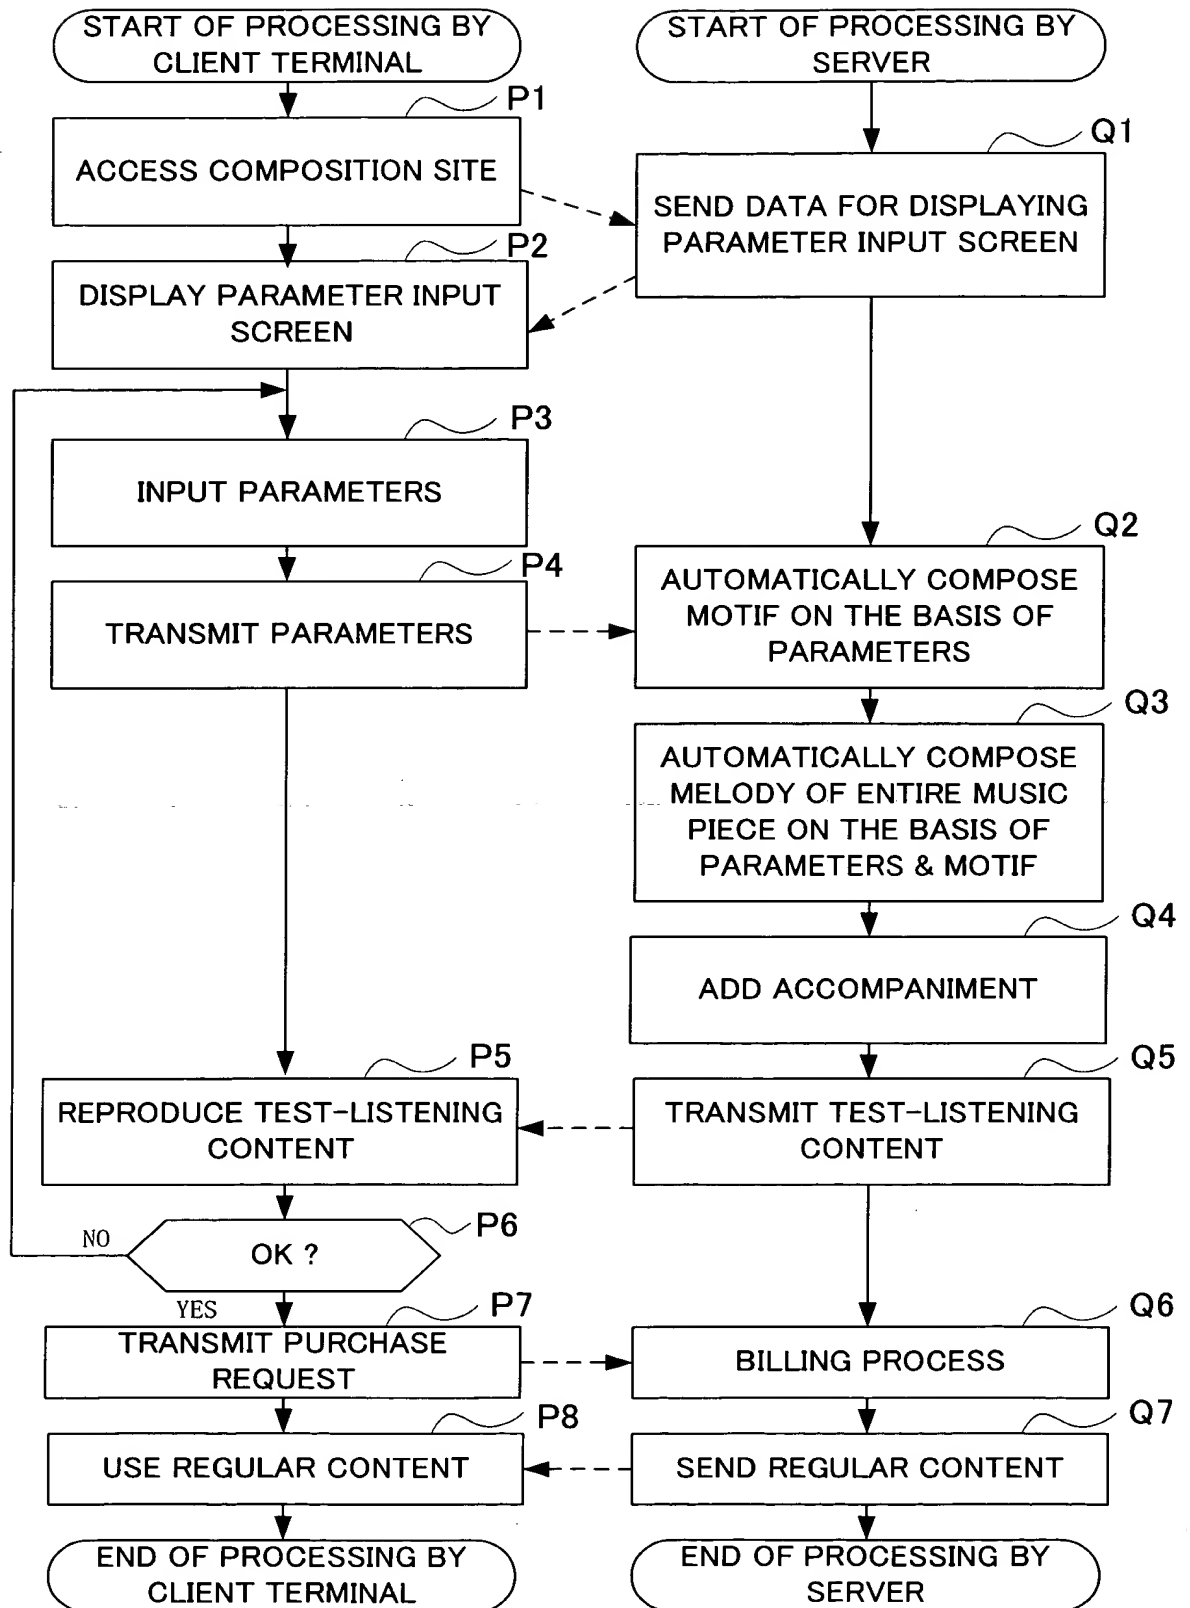 START OF PROCESSING BY
CLIENT TERMINAL
P1
ACCESS COMPOSITION SITE
P2
DISPLAY PARAMETER INPUT
SCREEN
P3
INPUT PARAMETERS
P4
TRANSMIT PARAMETERS
P5
REPRODUCE TEST-LISTENING
CONTENT
P6
OK ?
NO
YES
P7
TRANSMIT PURCHASE
REQUEST
P8
USE REGULAR CONTENT
END OF PROCESSING BY
CLIENT TERMINAL
START OF PROCESSING BY
SERVER
Q1
SEND DATA FOR DISPLAYING
PARAMETER INPUT SCREEN
Q2
AUTOMATICALLY COMPOSE
MOTIF ON THE BASIS OF
PARAMETERS
Q3
AUTOMATICALLY COMPOSE
MELODY OF ENTIRE MUSIC
PIECE ON THE BASIS OF
PARAMETERS & MOTIF
Q4
ADD ACCOMPANIMENT
Q5
TRANSMIT TEST-LISTENING
CONTENT
Q6
BILLING PROCESS
Q7
SEND REGULAR CONTENT
END OF PROCESSING BY
SERVER